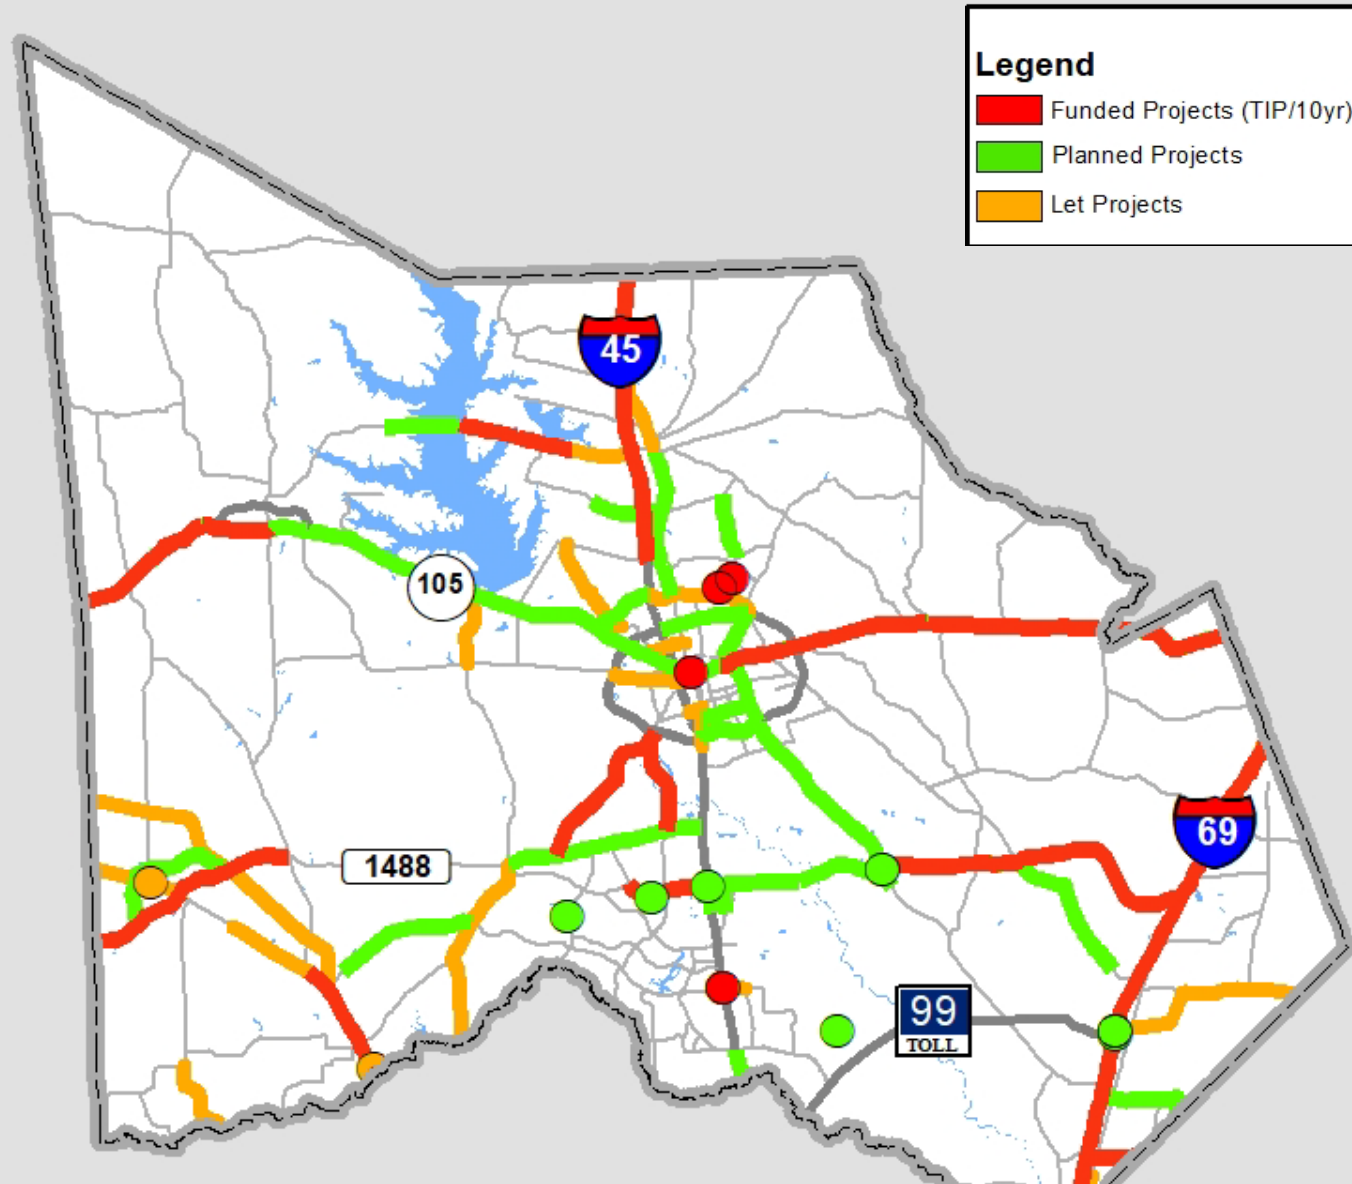 Legend
Funded Projects (TIP/10yr)
Planned Projects
Let Projects
45
105
1488
69
99
TOLL